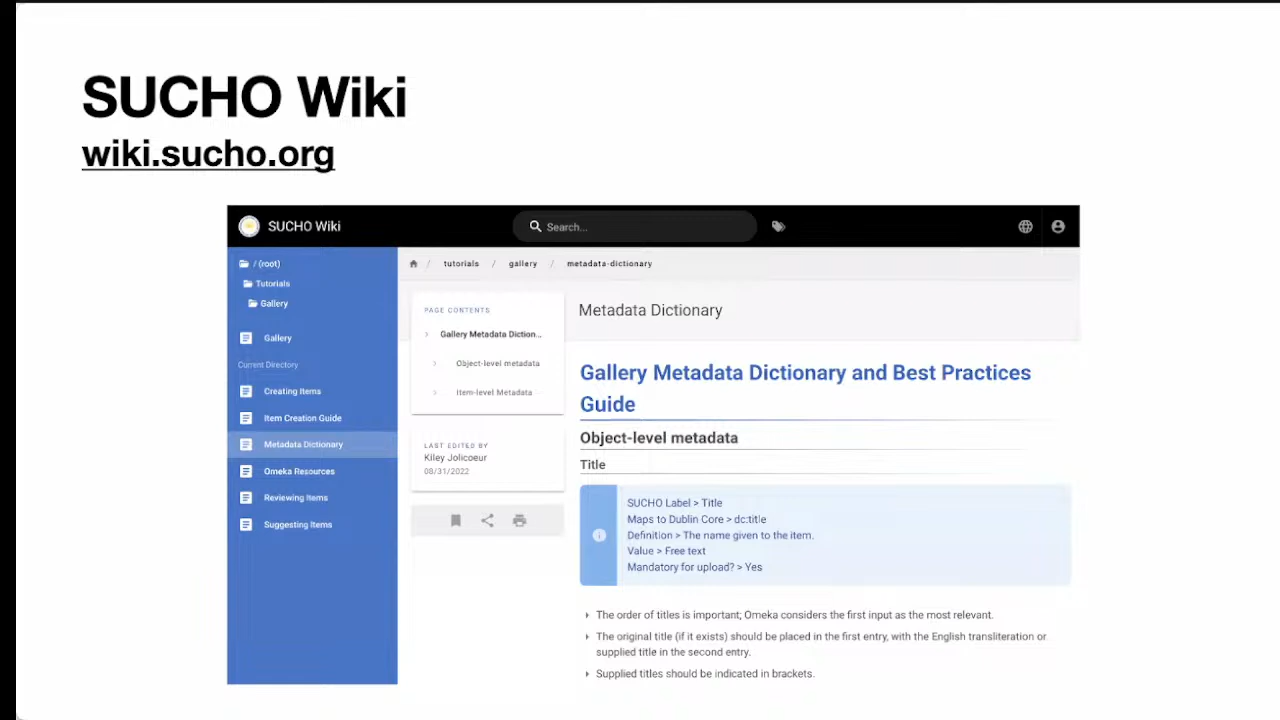 SUCHO Wiki
wiki.sucho.org
SUCHO Wiki
Search...
/ (root)
Tutorials
Gallery
Gallery
Current Directory
Creating Items
Item Creation Guide
Metadata Dictionary
Omeka Resources
Reviewing Items
Suggesting Items
/ tutorials / gallery / metadata-dictionary
PAGE CONTENTS
Gallery Metadata Diction...
Object-level metadata
Item-level Metadata
LAST EDITED BY
Kiley Jolicoeur
08/31/2022
Metadata Dictionary
Gallery Metadata Dictionary and Best Practices
Guide
Object-level metadata
Title
SUCHO Label > Title
Maps to Dublin Core > dc:title
Definition > The name given to the item.
Value > Free text
Mandatory for upload? > Yes
The order of titles is important; Omeka considers the first input as the most relevant.
The original title (if it exists) should be placed in the first entry, with the English transliteration or
supplied title in the second entry.
Supplied titles should be indicated in brackets.